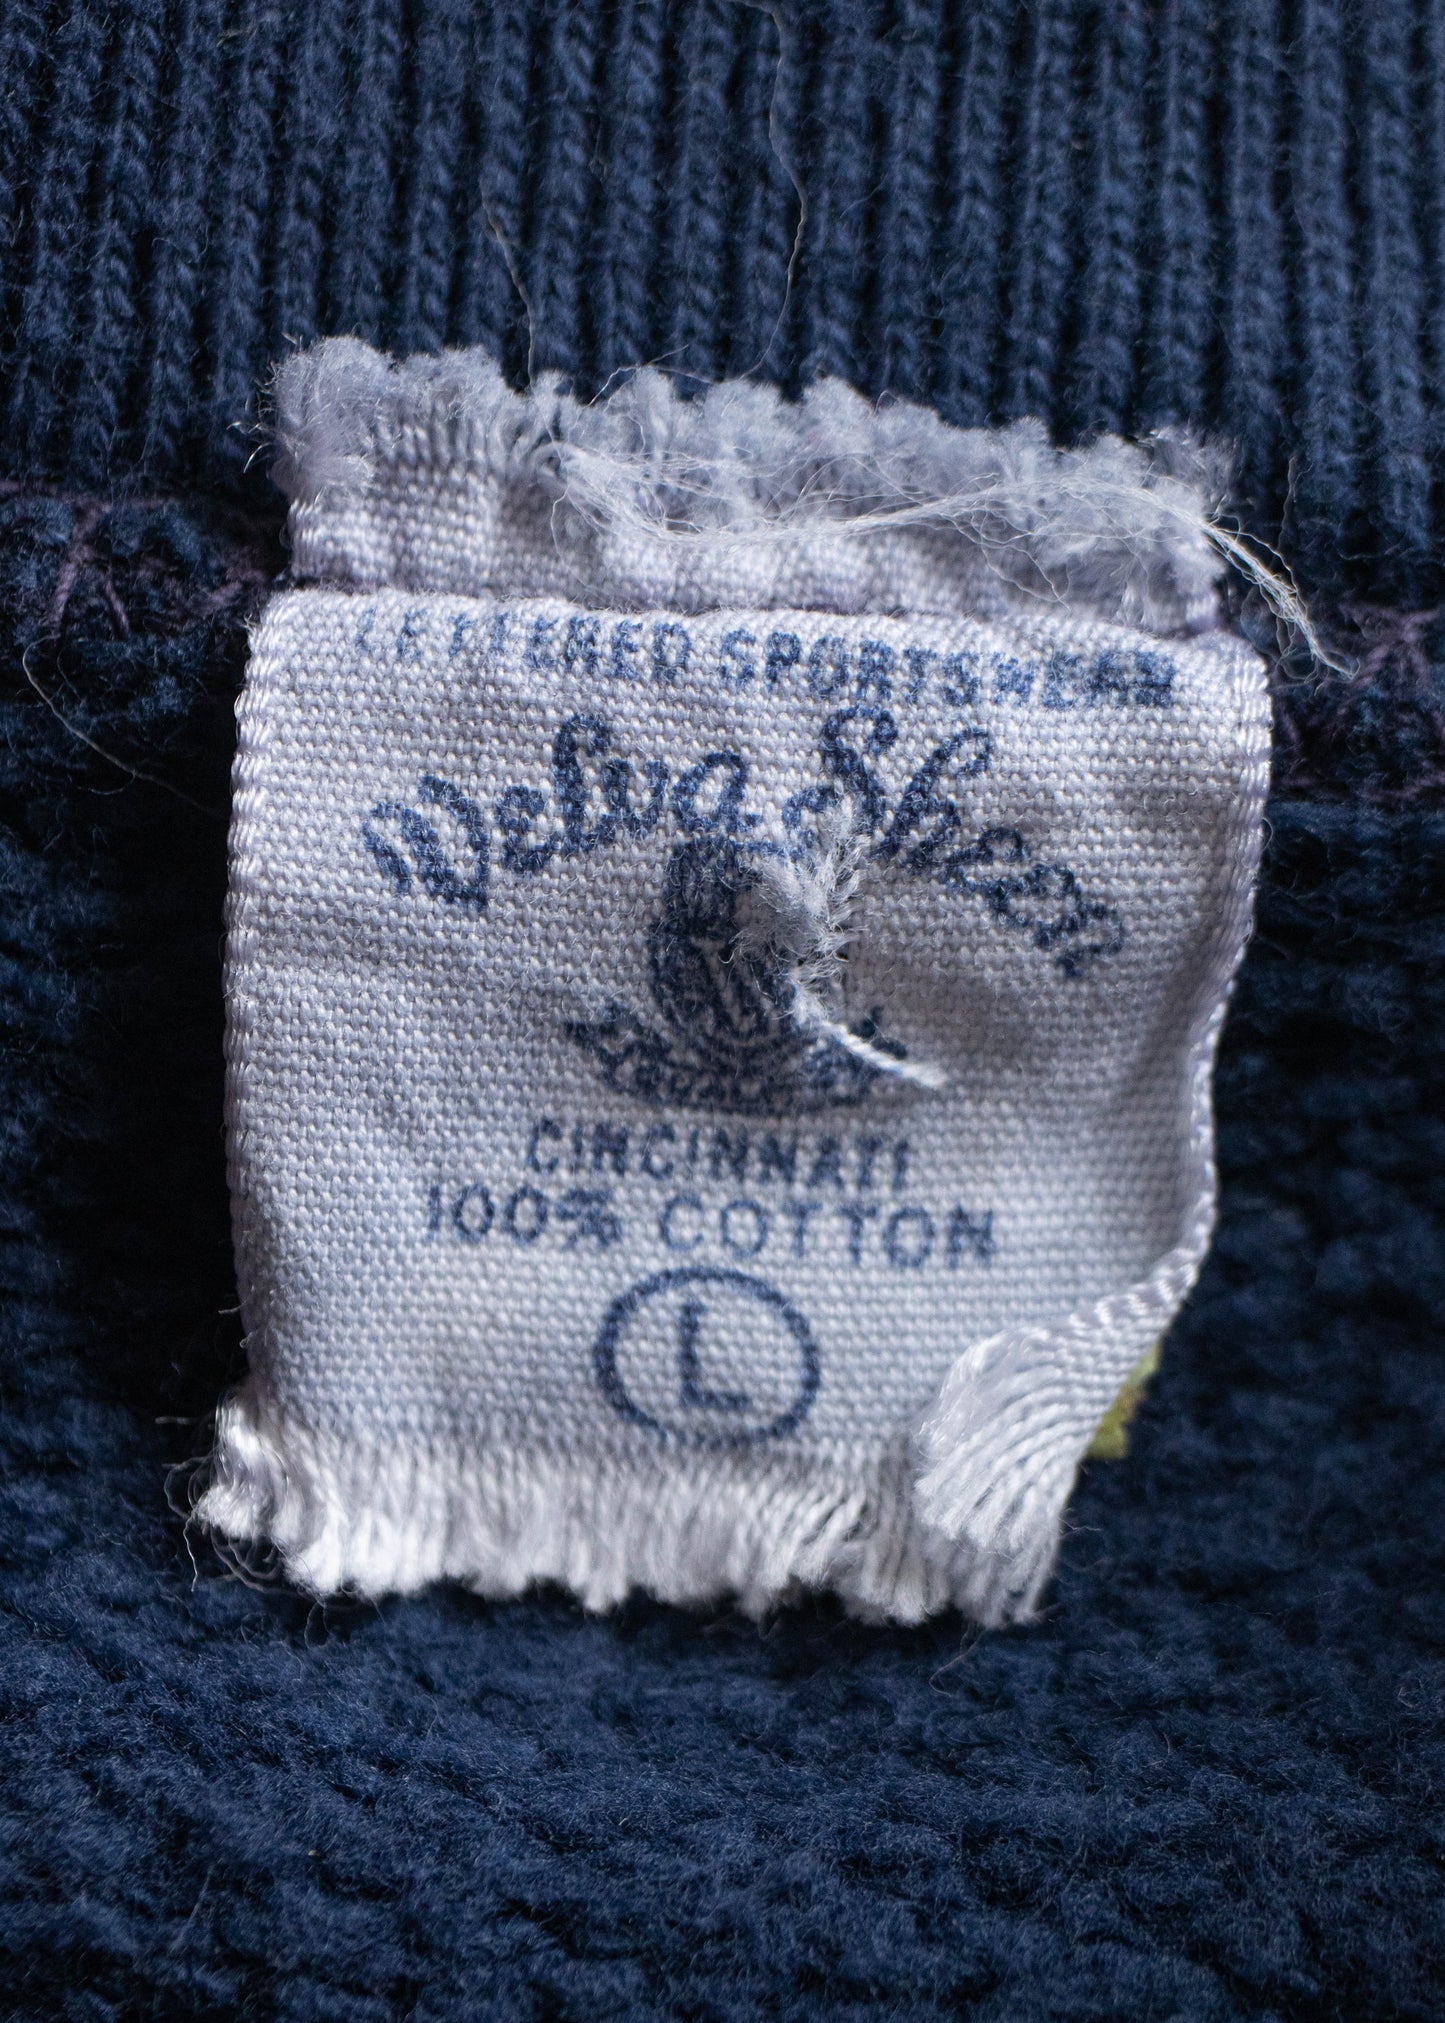 LETTERED SPORTSWEAR
Velva Sheen
CINCINNATI
100% COTTON
L